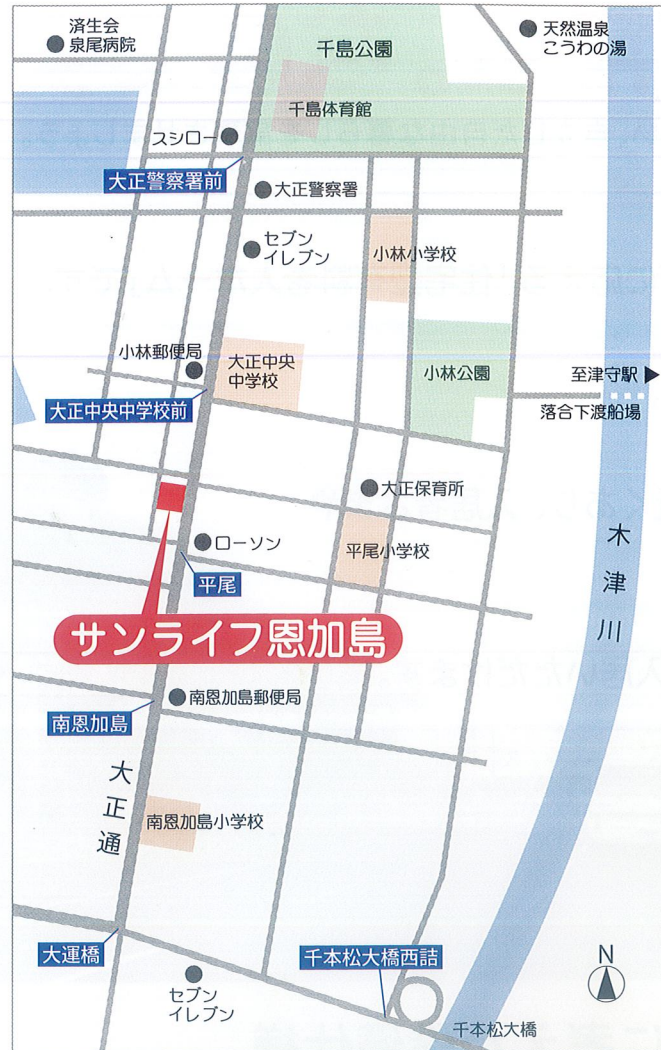 済生会
泉尾病院
千島公園
天然温泉
こうわの湯
千島体育館
スシロー
大正警察署前
大正警察署
セブン
イレブン
小林小学校
小林郵便局
大正中央
中学校
小林公園
至津守駅
落合下渡船場
大正中央中学校前
大正保育所
ローソン
平尾小学校
平尾
木津川
サンライフ恩加島
南恩加島郵便局
南恩加島
大正通
南恩加島小学校
大運橋
千本松大橋西詰
セブン
イレブン
N
千本松大橋